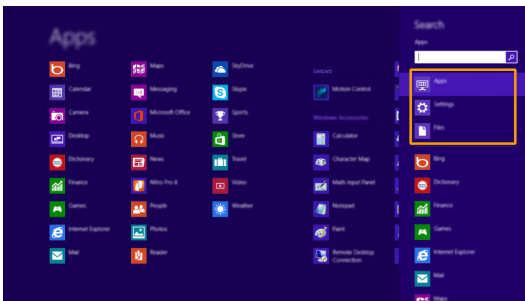 Apps
Bing
Calendar
Camera
Desktop
Dictionary
Finance
Games
Internet Explorer
Mail
Maps
Messaging
Microsoft Office
Music
News
Nitro Pro 8
People
Photos
Reader
SkyDrive
Skype
Sports
Store
Travel
Video
Weather
Lenovo
Motion Control
Windows Accessories
Calculator
Character Map
Math Input Panel
Notepad
Paint
Remote Desktop
Connection
Search
Apps
Apps
Settings
Files
Bing
Dictionary
Finance
Games
Internet Explorer
Mail
Maps